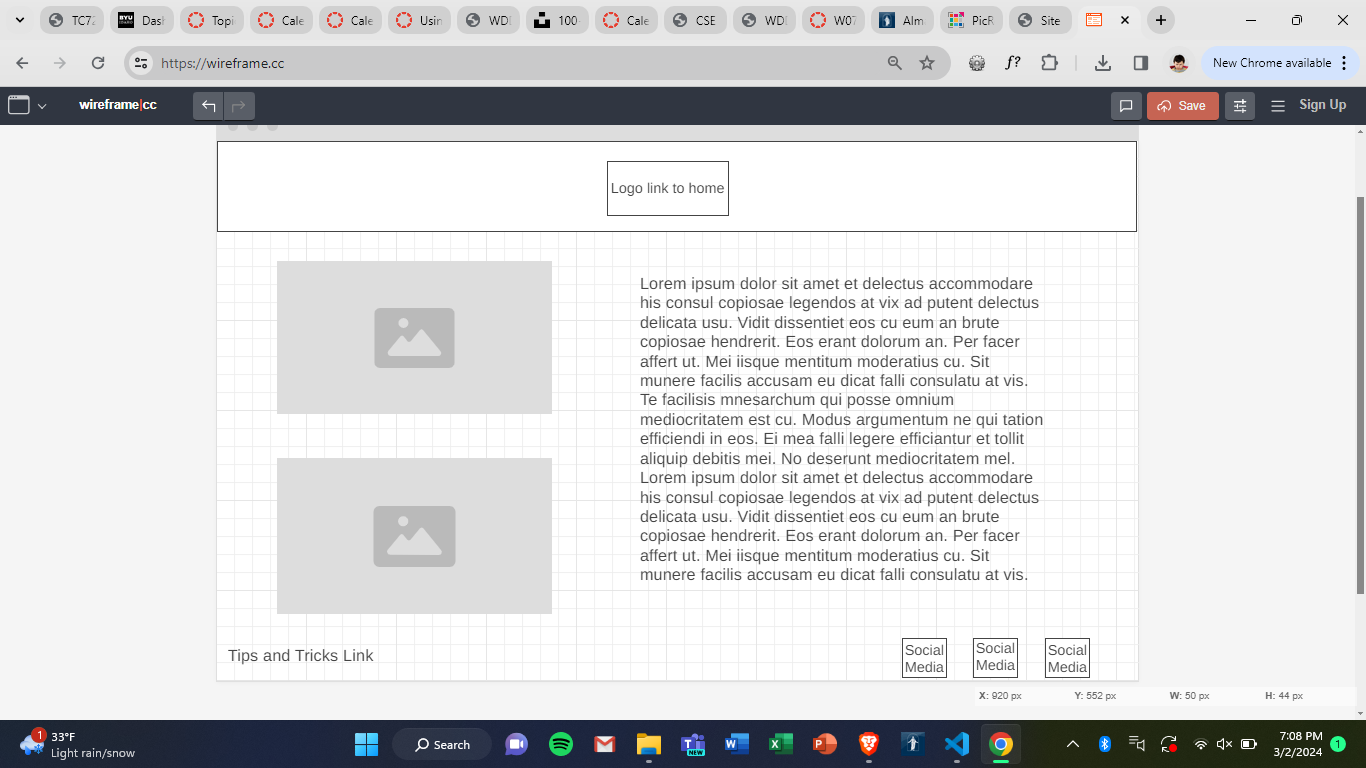 TC72
Dash
Topi
Cale
Cale
Usin
WDD
100+
Cale
CSE
WDD
W07
Alm
PicR
Site
https://wireframe.cc
f?
New Chrome available
wireframe|cc
Save
Sign Up
Logo link to home
Lorem ipsum dolor sit amet et delectus accommodare
his consul copiosae legendos at vix ad putent delectus
delicata usu. Vidit dissentiet eos cu eum an brute
copiosae hendrerit. Eos erant dolorum an. Per facer
affert ut. Mei iisque mentitum moderatius cu. Sit
munere facilis accusam eu dicat falli consulatu at vis.
Te facilisis mnesarchum qui posse omnium
mediocritatem est cu. Modus argumentum ne qui tation
efficiendi in eos. Ei mea falli legere efficiantur et tollit
aliquip debitis mei. No deserunt mediocritatem mel.
Lorem ipsum dolor sit amet et delectus accommodare
his consul copiosae legendos at vix ad putent delectus
delicata usu. Vidit dissentiet eos cu eum an brute
copiosae hendrerit. Eos erant dolorum an. Per facer
affert ut. Mei iisque mentitum moderatius cu. Sit
munere facilis accusam eu dicat falli consulatu at vis.
Tips and Tricks Link
Social
Media
Social
Media
Social
Media
X: 920 px Y: 552 px W: 50 px H: 44 px
1
33°F
Light rain/snow
Search
NEW
7:08 PM
3/2/2024
1